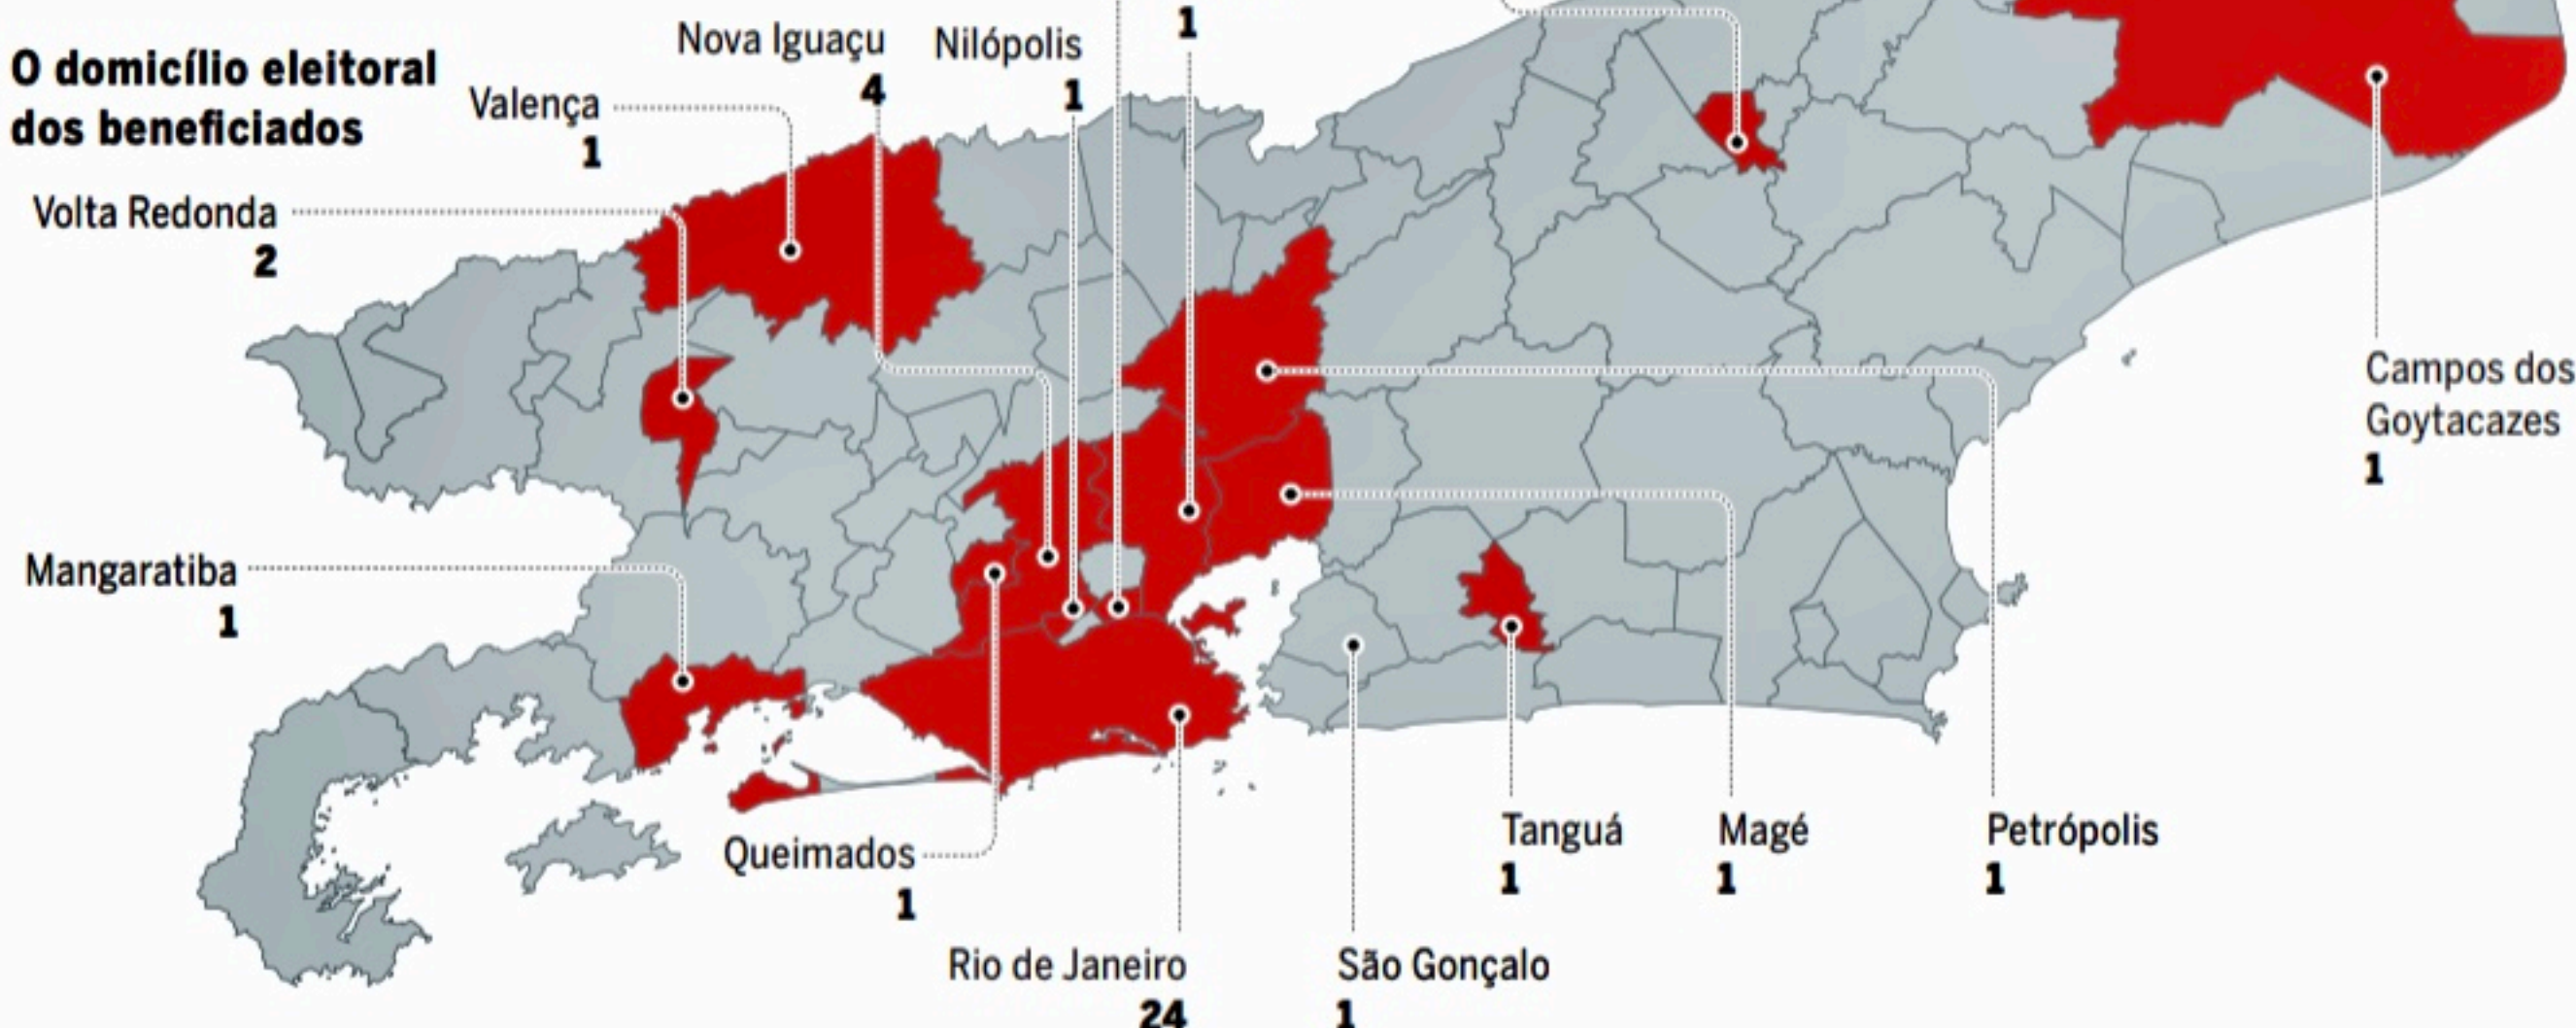 O domicílio eleitoral
dos beneficiados
Nova Iguaçu
4
Nilópolis
1
1
Valença
1
Volta Redonda
2
Campos dos
Goytacazes
1
Mangaratiba
1
Queimados
1
Tanguá
1
Magé
1
Petrópolis
1
Rio de Janeiro
24
São Gonçalo
1